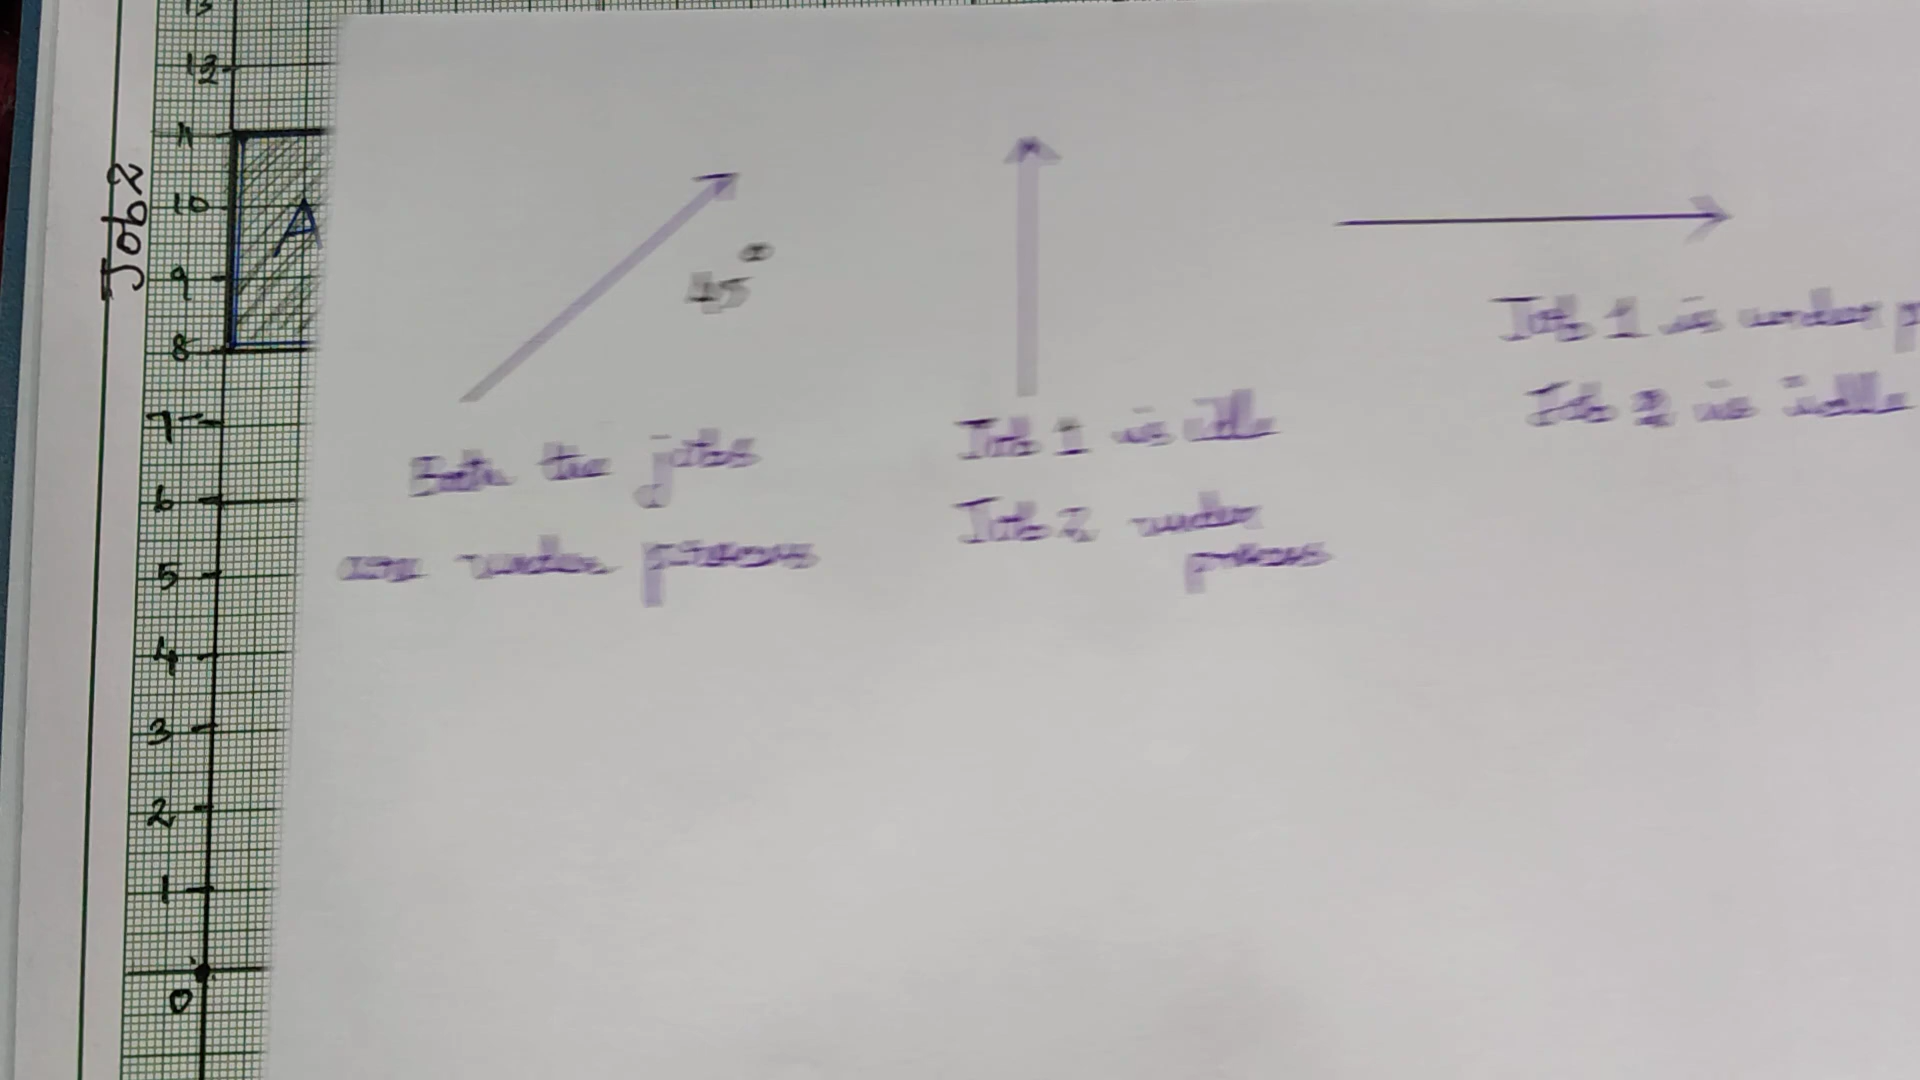 13
12
11
Job2
10
A
9
8
7
6
5
4
3
2
1
0
45°
Both the jobs
are under process
Job 1 is idle
Job 2 under
process
Job 1 is under p
Job 2 is idle